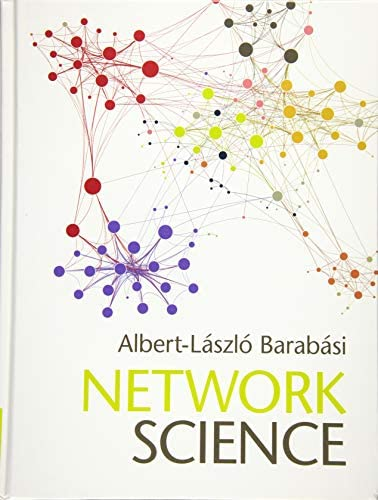 Albert-László Barabási
NETWORK
SCIENCE